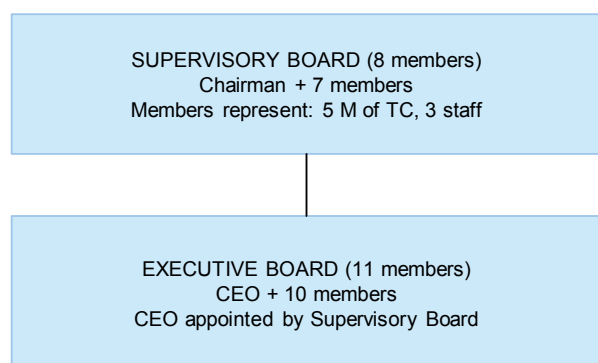 SUPERVISORY BOARD (8 members)
Chairman + 7 members
Members represent: 5 M of TC, 3 staff
EXECUTIVE BOARD (11 members)
CEO + 10 members
CEO appointed by Supervisory Board